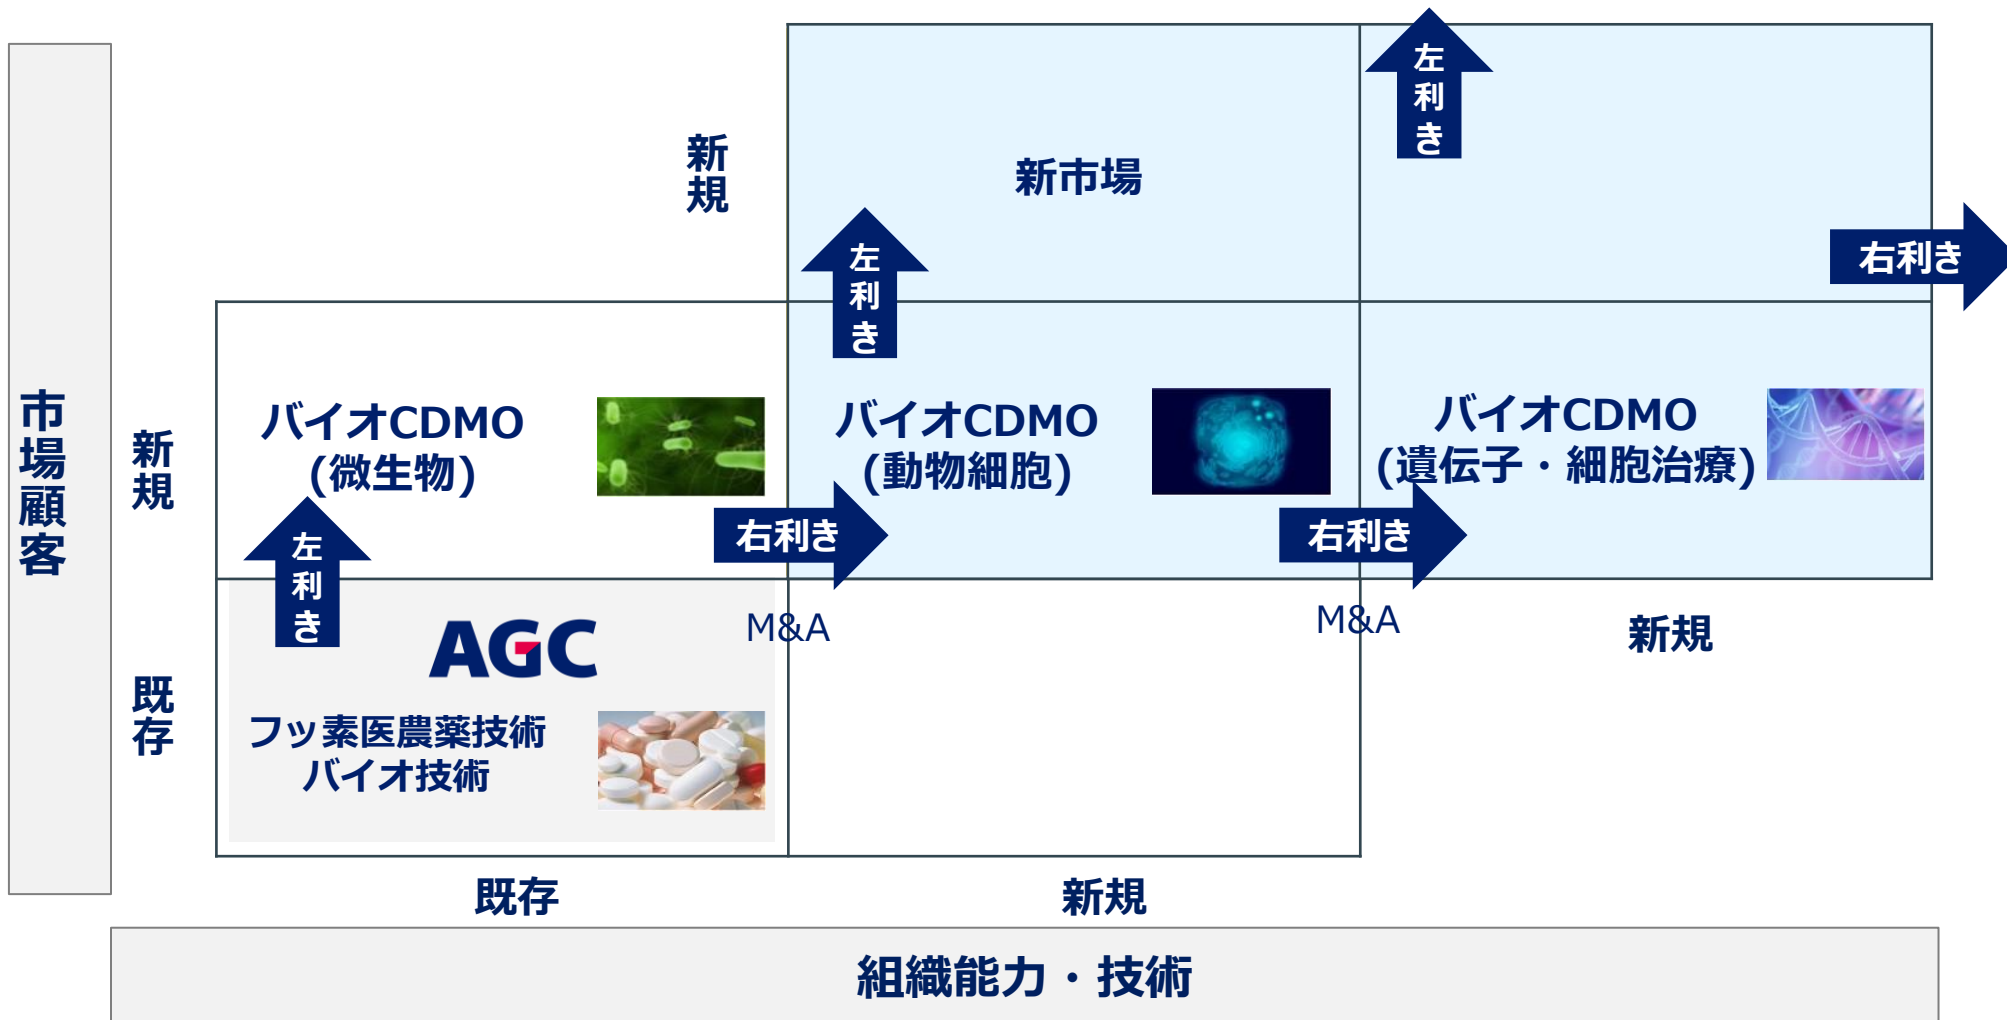 左利き
新規
新市場
左利き
右利き
市場顧客
新規
バイオCDMO
(微生物)
バイオCDMO
(動物細胞)
バイオCDMO
(遺伝子・細胞治療)
左利き
右利き
右利き
既存
AGC
フッ素医農薬技術
バイオ技術
M&A
M&A
新規
既存
新規
組織能力・技術